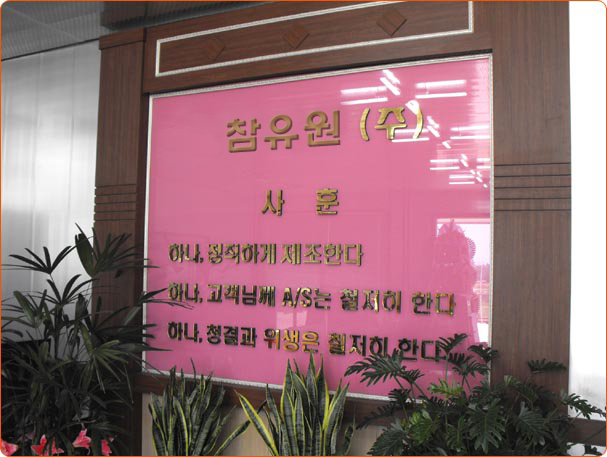 참유원 (주)
사 훈
하나, 정직하게 제조한다
하나, 고객님께 A/S는 철저히 한다
하나, 청결과 위생은 철저히 한다